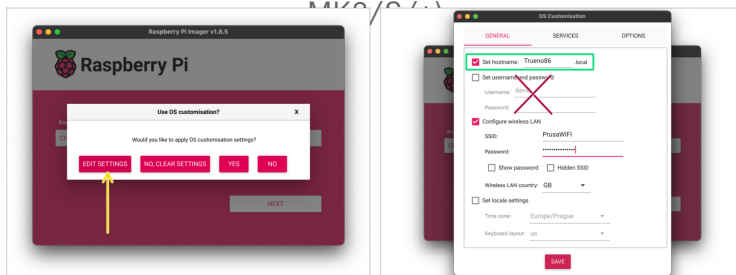 MK3/S(+)
Raspberry Pi Imager v1.8.5
Raspberry Pi
Use OS customisation?
X
Would you like to apply OS customisation settings?
EDIT SETTINGS
NO, CLEAR SETTINGS
YES
NO
NEXT
OS Customisation
GENERAL
SERVICES
OPTIONS
Set hostname: Trueno86 .local
Set username and password
Username:
Password:
Configure wireless LAN
SSID: PrusaWIFI
Password: ••••••••••••••
Show password
Hidden SSID
Wireless LAN country: GB
Set locale settings
Time zone: Europe/Prague
Keyboard layout: us
SAVE